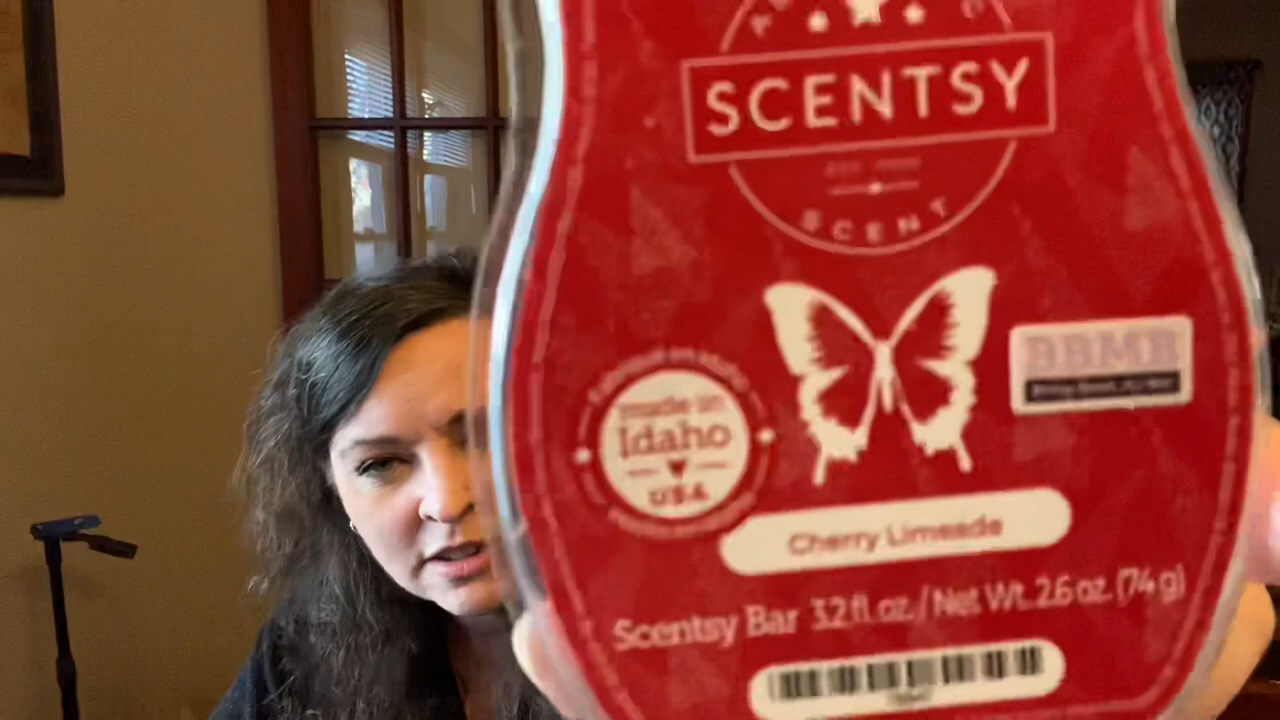 SCENTSY
SCENT
BBMB
made in
Idaho
USA
Cherry Limeade
Scentsy Bar 3.2 fl. oz. / Net Wt. 2.6 oz. (74 g)